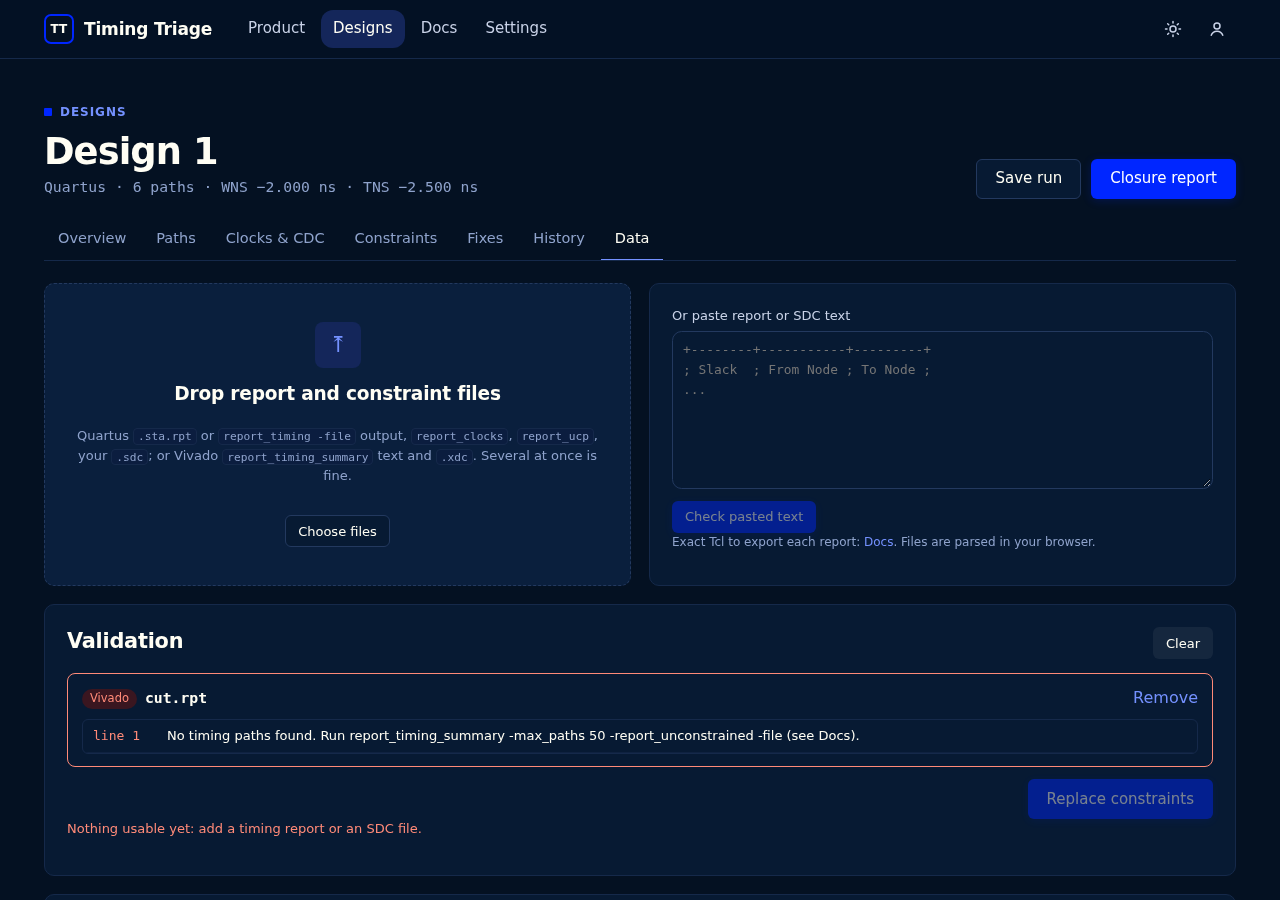 TT Timing Triage Product Designs Docs Settings
DESIGNS
Design 1
Quartus · 6 paths · WNS −2.000 ns · TNS −2.500 ns
Save run Closure report
Overview Paths Clocks & CDC Constraints Fixes History Data
Drop report and constraint files
Quartus .sta.rpt or report_timing -file output, report_clocks, report_ucp,
your .sdc; or Vivado report_timing_summary text and .xdc. Several at once is
fine.
Choose files
Or paste report or SDC text
+--------+-----------+---------+
; Slack  ; From Node ; To Node ;
...
Check pasted text
Exact Tcl to export each report: Docs. Files are parsed in your browser.
Validation
Clear
Vivado cut.rpt Remove
line 1 No timing paths found. Run report_timing_summary -max_paths 50 -report_unconstrained -file (see Docs).
Replace constraints
Nothing usable yet: add a timing report or an SDC file.